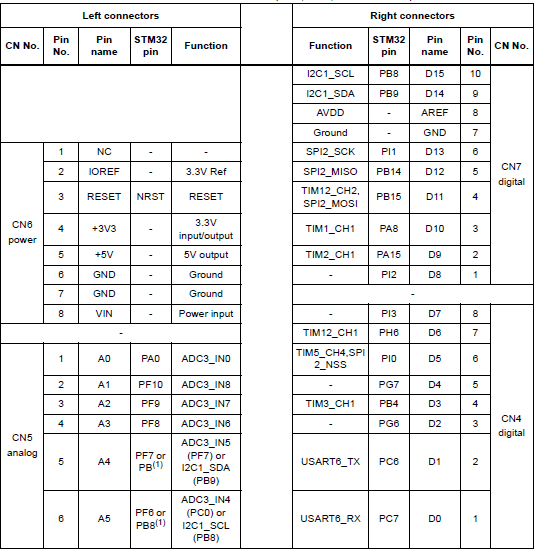 Left connectors Right connectors
CN No. Pin No. Pin name STM32 pin Function Function STM32 pin Pin name Pin No. CN No.
I2C1_SCL PB8 D15 10
I2C1_SDA PB9 D14 9
AVDD - AREF 8
Ground - GND 7
1 NC - - SPI2_SCK PI1 D13 6
2 IOREF - 3.3V Ref SPI2_MISO PB14 D12 5
CN7 digital
3 RESET NRST RESET TIM12_CH2, SPI2_MOSI PB15 D11 4
CN6 power
4 +3V3 - 3.3V input/output TIM1_CH1 PA8 D10 3
5 +5V - 5V output TIM2_CH1 PA15 D9 2
6 GND - Ground - PI2 D8 1
7 GND - Ground -
8 VIN - Power input - PI3 D7 8
- TIM12_CH1 PH6 D6 7
1 A0 PA0 ADC3_IN0 TIM5_CH4,SPI 2_NSS PI0 D5 6
2 A1 PF10 ADC3_IN8 - PG7 D4 5
3 A2 PF9 ADC3_IN7 TIM3_CH1 PB4 D3 4
4 A3 PF8 ADC3_IN6 - PG6 D2 3
CN5 analog CN4 digital
5 A4 PF7 or PB(1) ADC3_IN5 (PF7) or I2C1_SDA (PB9) USART6_TX PC6 D1 2
6 A5 PF6 or PB8(1) ADC3_IN4 (PC0) or I2C1_SCL (PB8) USART6_RX PC7 D0 1